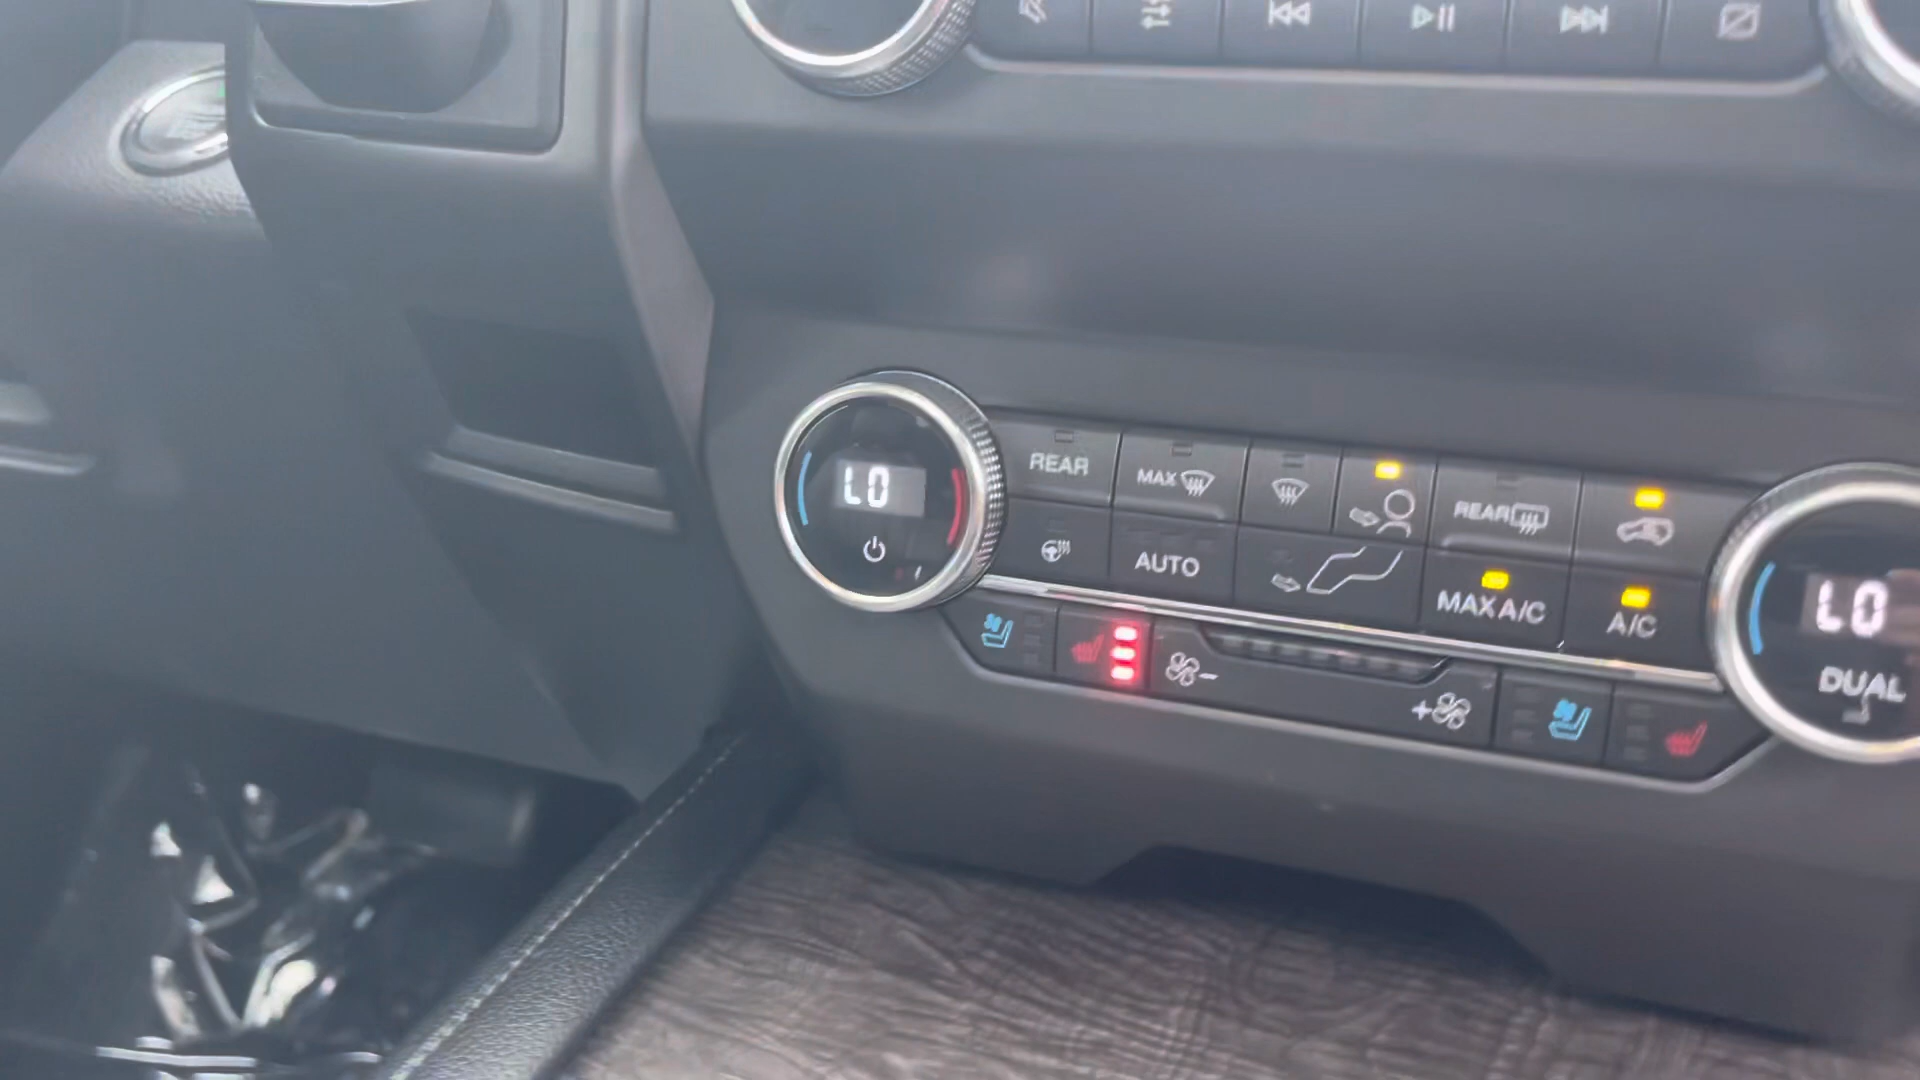 REAR
MAX
REAR
LO
AUTO
MAX A/C
A/C
LO
DUAL